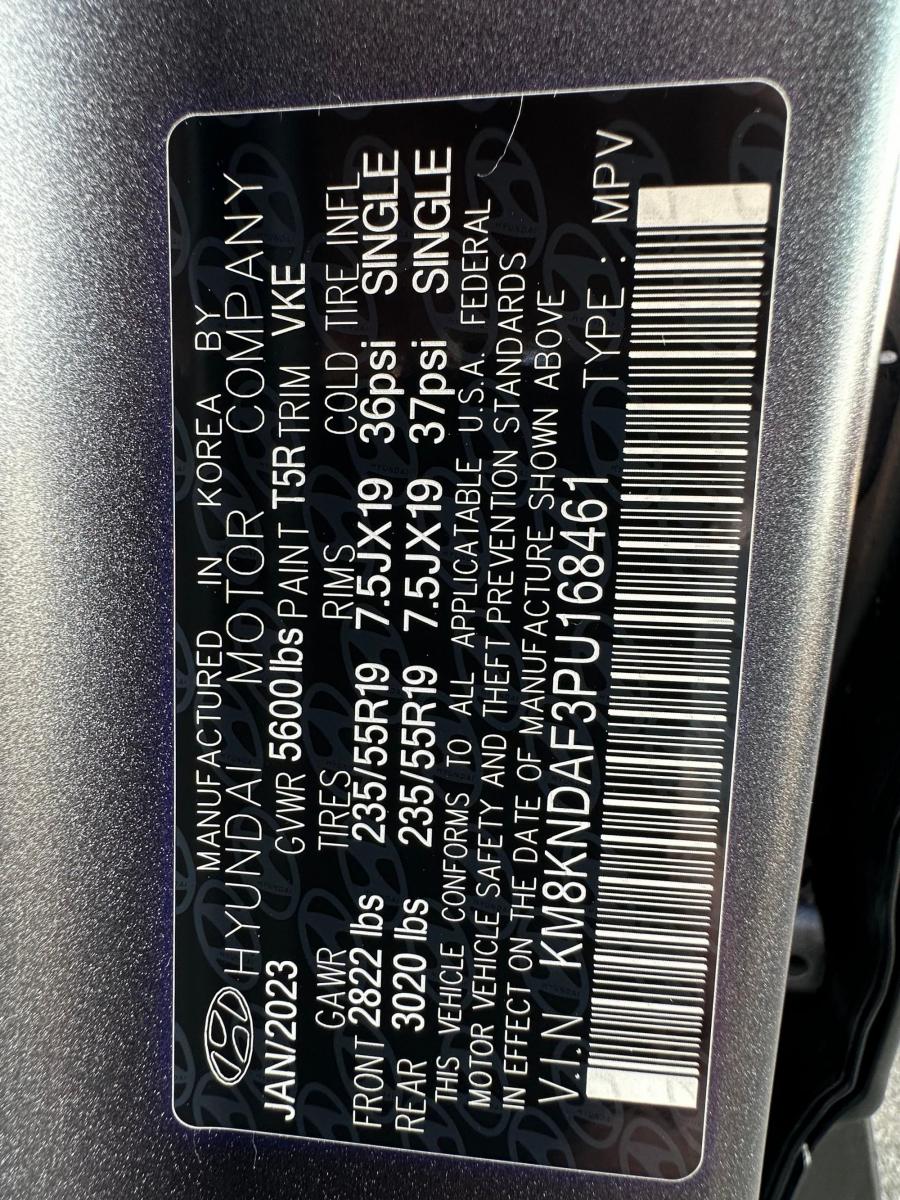 MANUFACTURED IN KOREA BY
HYUNDAI MOTOR COMPANY
JAN/2023 GVWR 5600lbs PAINT T5R TRIM VKE
GAWR TIRES RIMS COLD TIRE INFL
FRONT 2822 lbs 235/55R19 7.5JX19 36psi SINGLE
REAR 3020 lbs 235/55R19 7.5JX19 37psi SINGLE
THIS VEHICLE CONFORMS TO ALL APPLICABLE U.S.A. FEDERAL
MOTOR VEHICLE SAFETY AND THEFT PREVENTION STANDARDS
IN EFFECT ON THE DATE OF MANUFACTURE SHOWN ABOVE
V.I.N KM8KNDAF3PU168461 TYPE : MPV